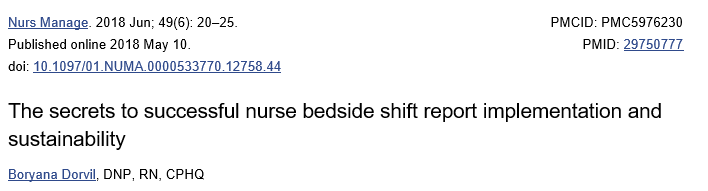 Nurs Manage. 2018 Jun; 49(6): 20–25.
PMCID: PMC5976230
Published online 2018 May 10.
PMID: 29750777
doi: 10.1097/01.NUMA.0000533770.12758.44
The secrets to successful nurse bedside shift report implementation and
sustainability
Boryana Dorvil, DNP, RN, CPHQ